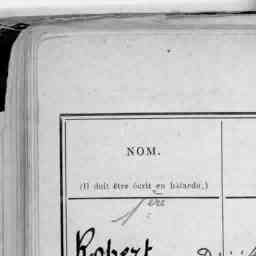 NOM.
(Il doit être écrit en bâtarde.)
1ère
Robert